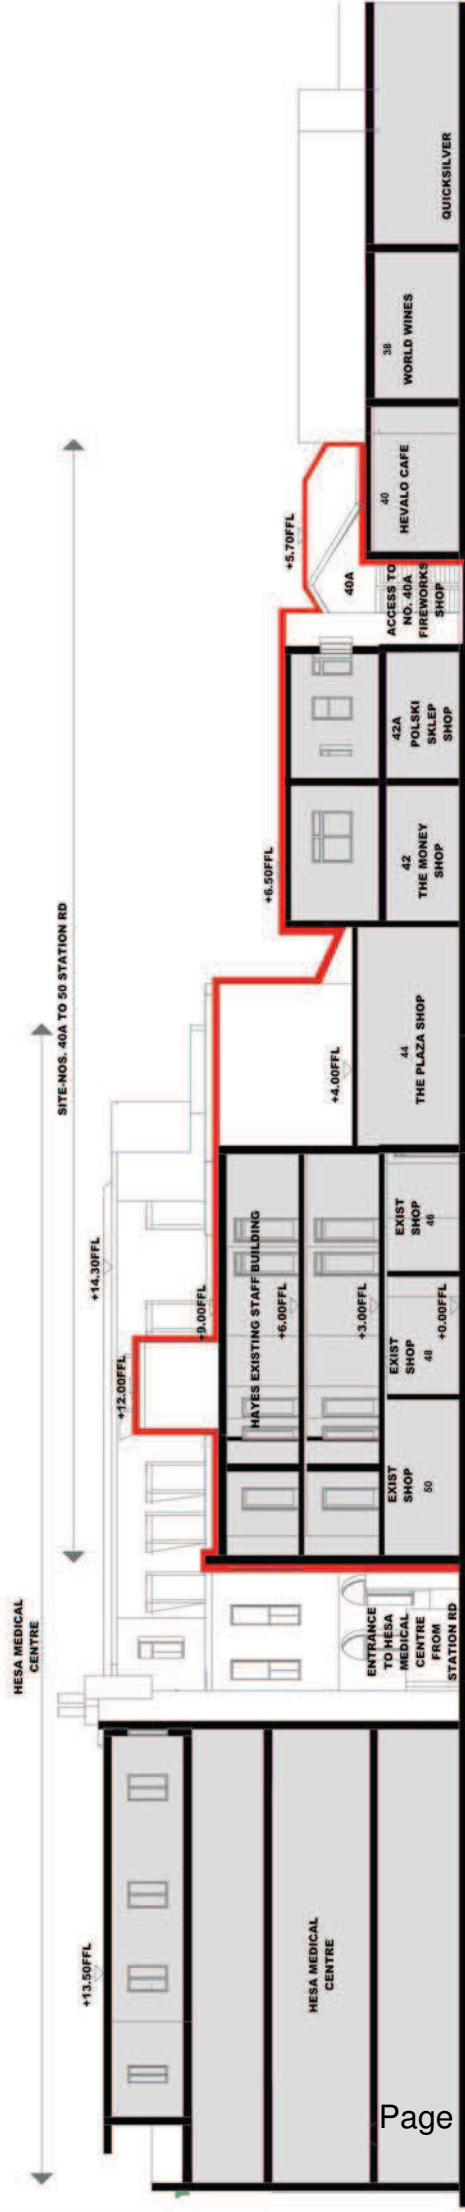 HESA MEDICAL
CENTRE
SITE-NOS. 40A TO 50 STATION RD
+13.50FFL
+14.30FFL
+12.00FFL
+9.00FFL
+6.50FFL
+5.70FFL
HESA MEDICAL
CENTRE
ENTRANCE
TO HESA
MEDICAL
CENTRE
FROM
STATION RD
HAYES EXISTING STAFF BUILDING
+6.00FFL
+3.00FFL
+0.00FFL
EXIST
SHOP
50
EXIST
SHOP
48
EXIST
SHOP
46
+4.00FFL
44
THE PLAZA SHOP
42
THE MONEY
SHOP
42A
POLSKI
SKLEP
SHOP
40A
ACCESS TO
NO. 40A
FIREWORKS
SHOP
40
HEVALO CAFE
38
WORLD WINES
QUICKSILVER
Page